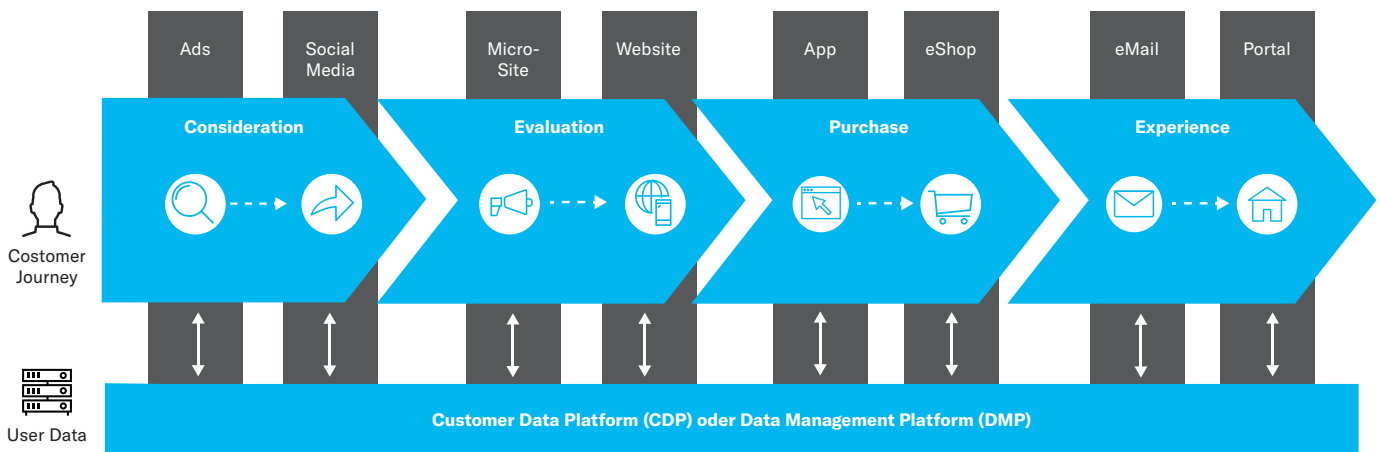 Ads
Social
Media
Micro-
Site
Website
App
eShop
eMail
Portal
Consideration
Evaluation
Purchase
Experience
Costomer
Journey
User Data
Customer Data Platform (CDP) oder Data Management Platform (DMP)